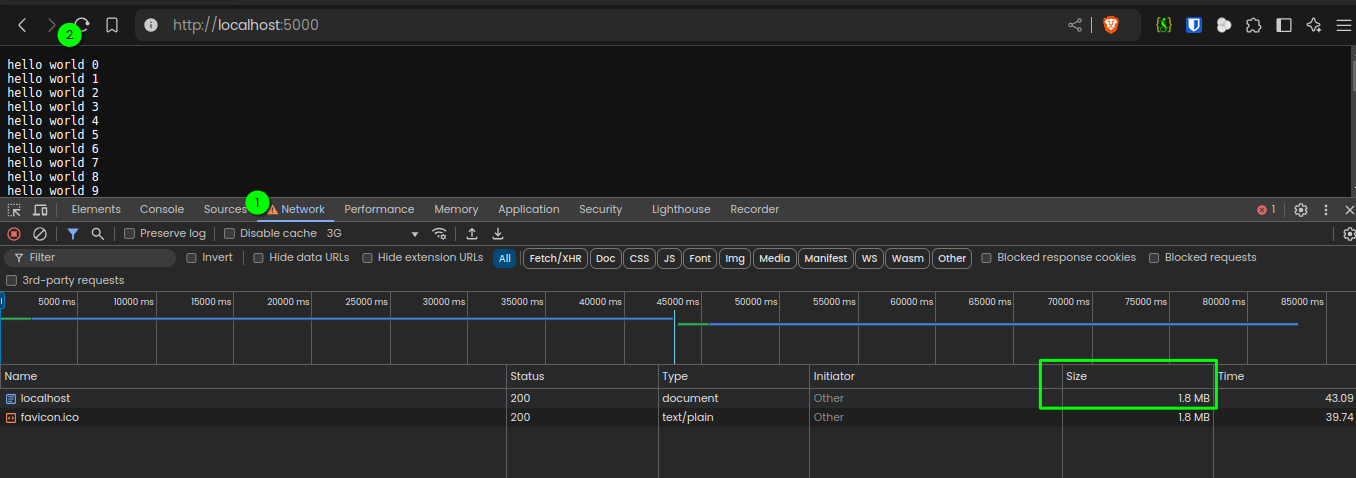 http://localhost:5000
2
hello world 0
hello world 1
hello world 2
hello world 3
hello world 4
hello world 5
hello world 6
hello world 7
hello world 8
hello world 9
Elements Console Sources 1 Network Performance Memory Application Security Lighthouse Recorder 1
Preserve log Disable cache 3G
Filter Invert Hide data URLs Hide extension URLs All Fetch/XHR Doc CSS JS Font Img Media Manifest WS Wasm Other Blocked response cookies Blocked requests
3rd-party requests
5000 ms 10000 ms 15000 ms 20000 ms 25000 ms 30000 ms 35000 ms 40000 ms 45000 ms 50000 ms 55000 ms 60000 ms 65000 ms 70000 ms 75000 ms 80000 ms 85000 ms
Name Status Type Initiator Size Time
localhost 200 document Other 1.8 MB 43.09
favicon.ico 200 text/plain Other 1.8 MB 39.74